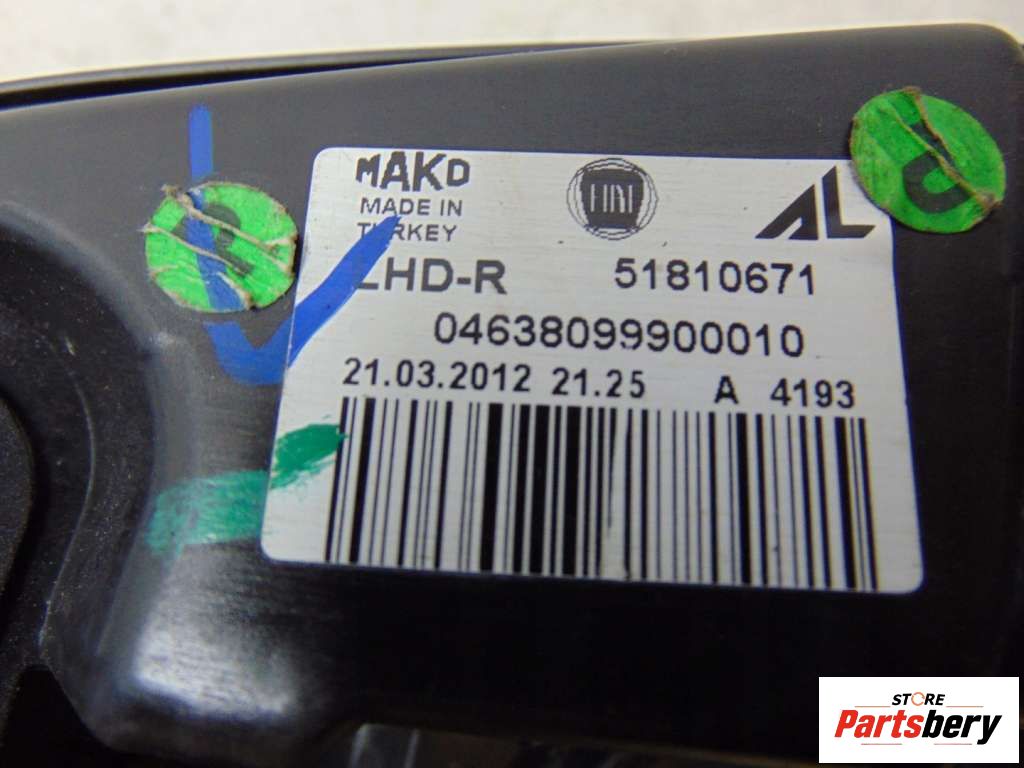 MAKO
MADE IN
TURKEY
FIAT
AL
LHD-R 51810671
04638099900010
21.03.2012 21.25 A 4193
R
STORE
Partsbery